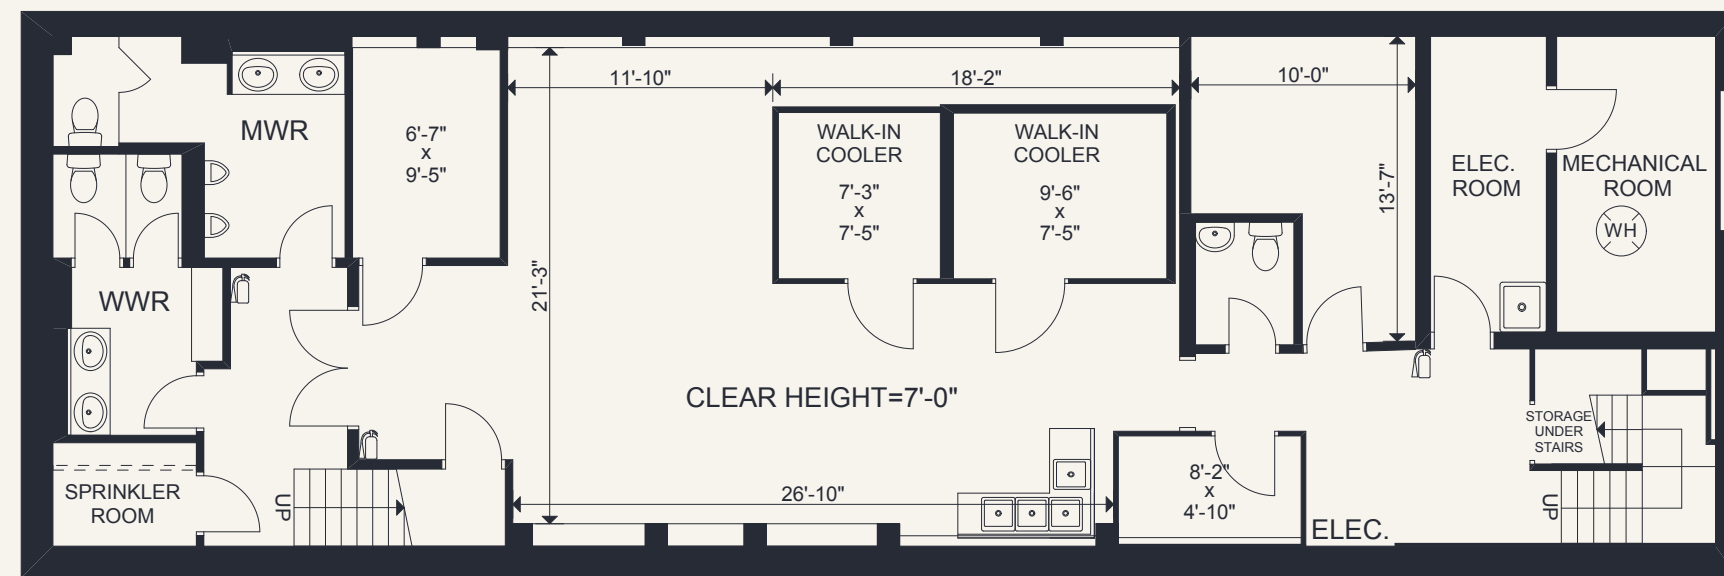 11'-10"
18'-2"
10'-0"
MWR
6'-7"
x
9'-5"
WALK-IN
COOLER
7'-3"
x
7'-5"
WALK-IN
COOLER
9'-6"
x
7'-5"
13'-7"
ELEC.
ROOM
MECHANICAL
ROOM
WH
WWR
21'-3"
CLEAR HEIGHT=7'-0"
STORAGE
UNDER
STAIRS
SPRINKLER
ROOM
UP
26'-10"
8'-2"
x
4'-10"
ELEC.
UP